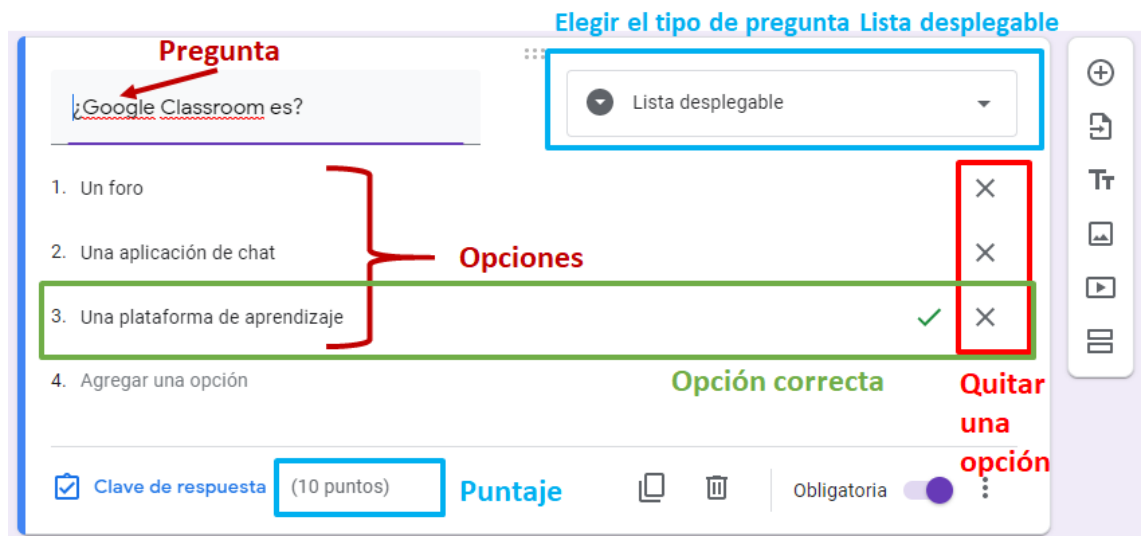 Elegir el tipo de pregunta Lista desplegable
Pregunta
¿Google Classroom es?
Lista desplegable
1. Un foro
2. Una aplicación de chat
Opciones
3. Una plataforma de aprendizaje
4. Agregar una opción
Opción correcta
Quitar
una
opción
Clave de respuesta
(10 puntos)
Puntaje
Obligatoria
Tт